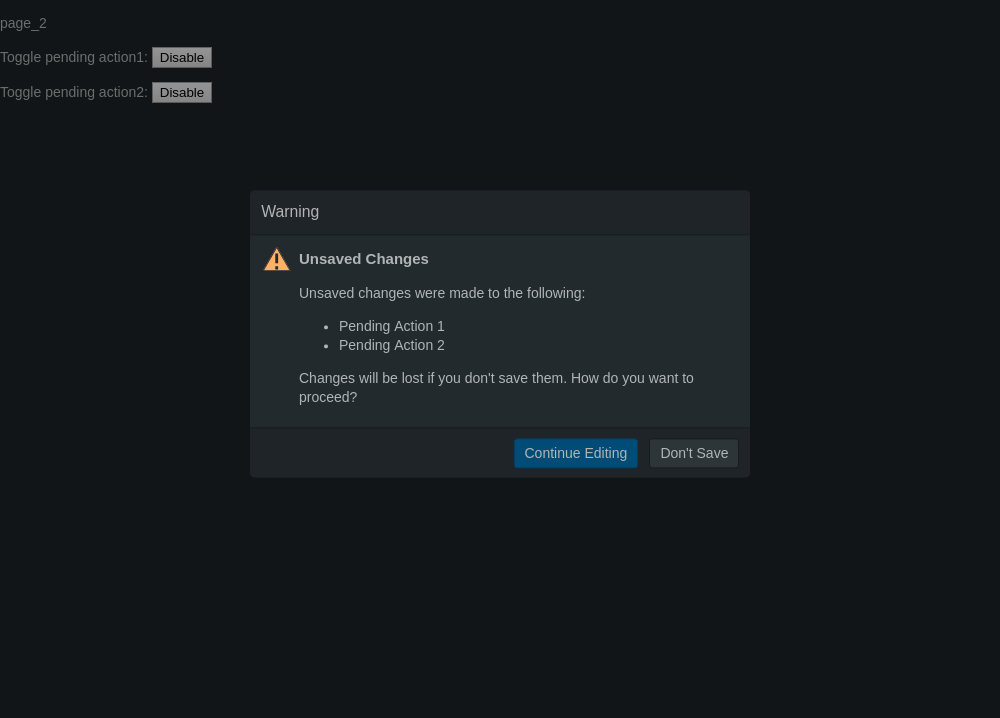 page_2
Toggle pending action1: Disable
Toggle pending action2: Disable
Warning
Unsaved Changes
Unsaved changes were made to the following:
• Pending Action 1
• Pending Action 2
Changes will be lost if you don't save them. How do you want to
proceed?
Continue Editing Don't Save